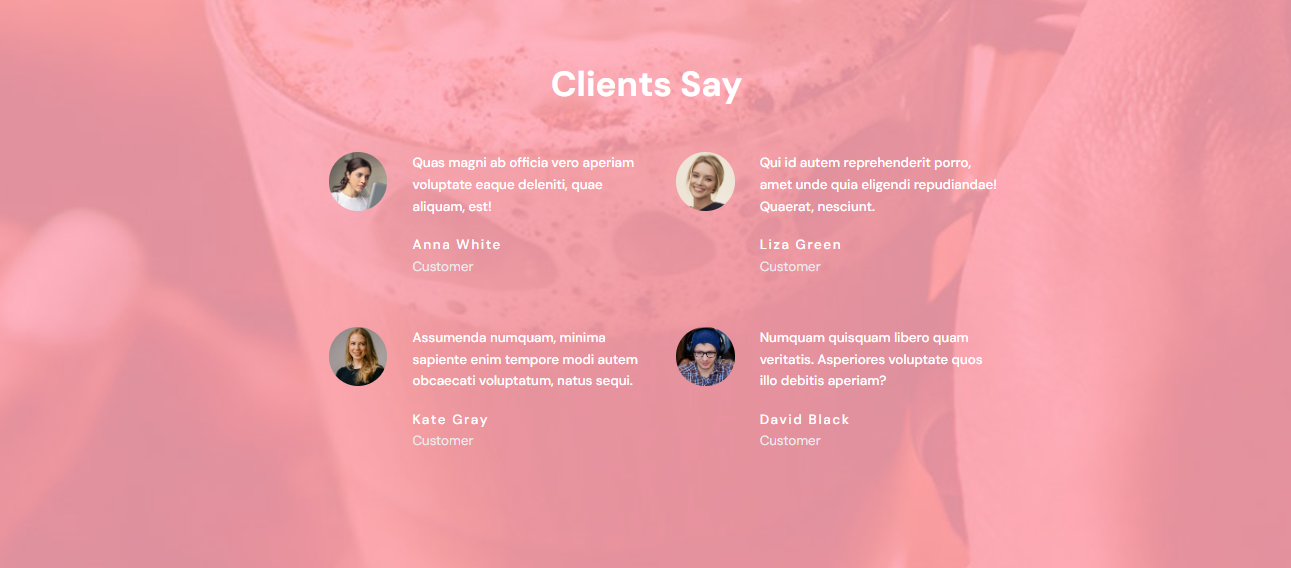 Clients Say
Quas magni ab officia vero aperiam
voluptate eaque deleniti, quae
aliquam, est!
Anna White
Customer
Qui id autem reprehenderit porro,
amet unde quia eligendi repudiandae!
Quaerat, nesciunt.
Liza Green
Customer
Assumenda numquam, minima
sapiente enim tempore modi autem
obcaecati voluptatum, natus sequi.
Kate Gray
Customer
Numquam quisquam libero quam
veritatis. Asperiores voluptate quos
illo debitis aperiam?
David Black
Customer